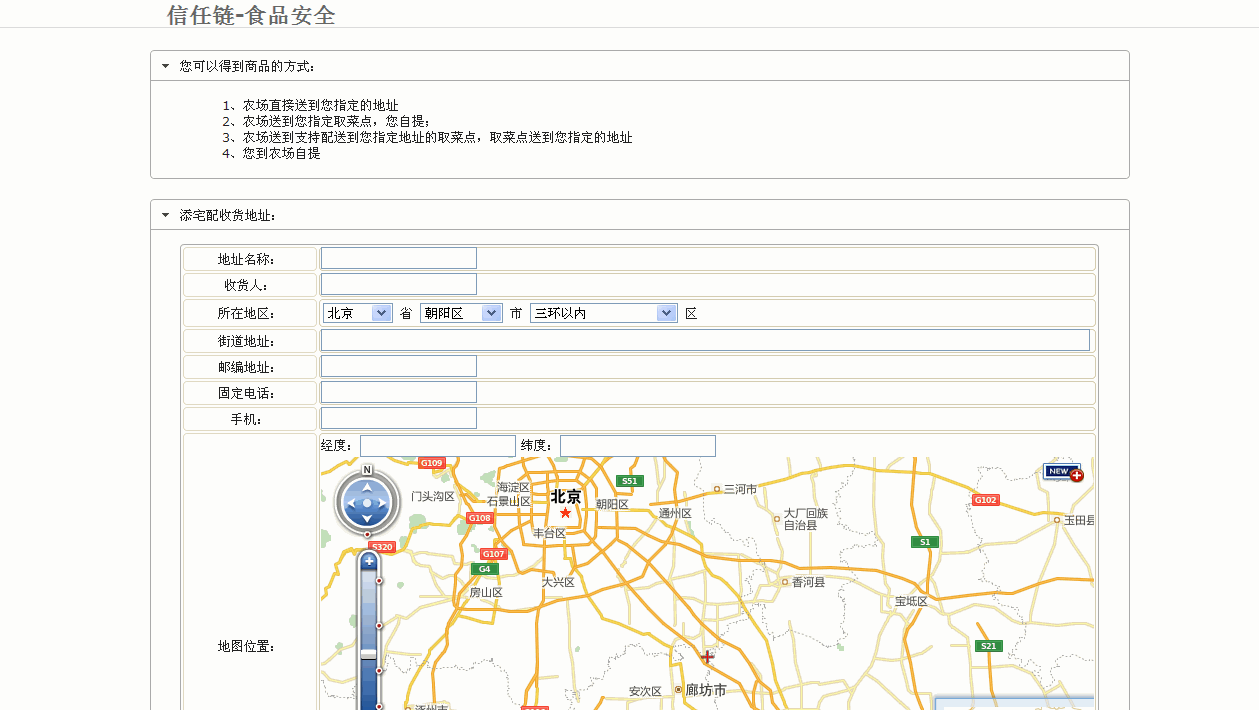 信任链-食品安全
您可以得到商品的方式：
1、农场直接送到您指定的地址
2、农场送到您指定取菜点，您自提；
3、农场送到支持配送到您指定地址的取菜点，取菜点送到您指定的地址
4、您到农场自提
添宅配收货地址：
地址名称：
收货人：
所在地区： 北京 省 朝阳区 市 三环以内 区
街道地址：
邮编地址：
固定电话：
手机：
经度： 纬度：
N G109 NEW
海淀区 S51 三河市
门头沟区 石景山区 北京 朝阳区 G102
G108 通州区 大厂回族
自治县 玉田县
丰台区
S320 G107 S1
G4 大兴区 香河县
房山区 宝坻区
地图位置： S21
安次区 廊坊市
涿州市